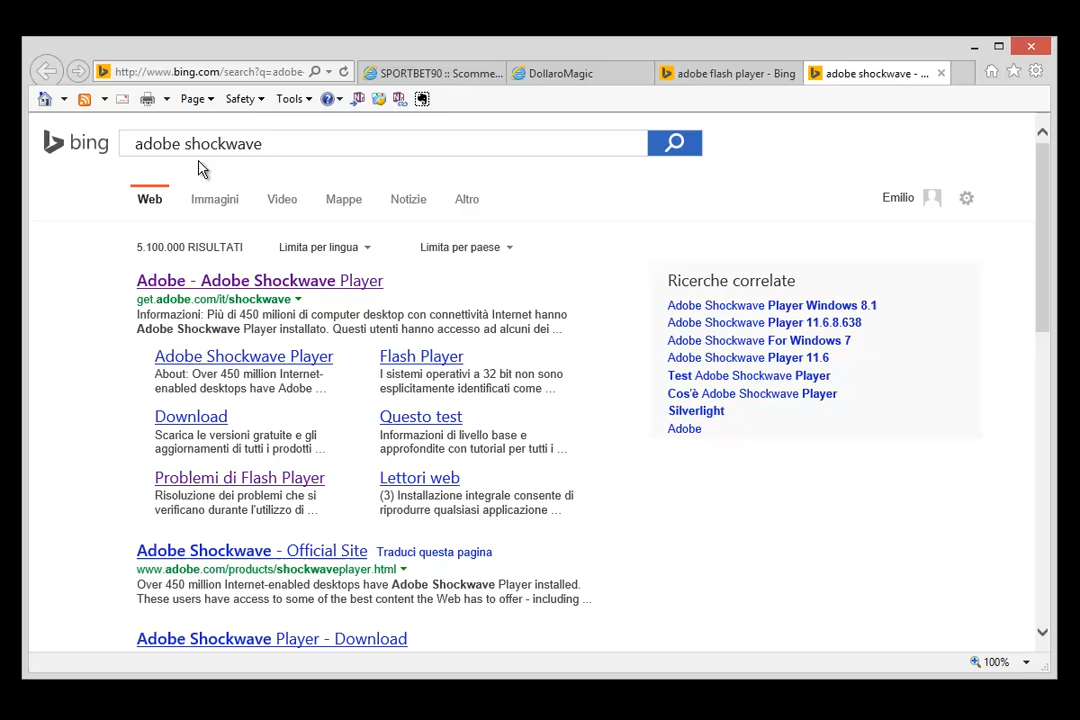 http://www.bing.com/search?q=adobe-
SPORTBET90 :: Scomme...
DollaroMagic
adobe flash player - Bing
adobe shockwave - ...
Page
Safety
Tools
bing
adobe shockwave
Web
Immagini
Video
Mappe
Notizie
Altro
Emilio
5.100.000 RISULTATI
Limita per lingua
Limita per paese
Adobe - Adobe Shockwave Player
get.adobe.com/it/shockwave
Informazioni: Più di 450 milioni di computer desktop con connettività Internet hanno
Adobe Shockwave Player installato. Questi utenti hanno accesso ad alcuni dei ...
Adobe Shockwave Player
About: Over 450 million Internet-
enabled desktops have Adobe ...
Flash Player
I sistemi operativi a 32 bit non sono
esplicitamente identificati come ...
Download
Scarica le versioni gratuite e gli
aggiornamenti di tutti i prodotti ...
Questo test
Informazioni di livello base e
approfondite con tutorial per tutti i ...
Problemi di Flash Player
Risoluzione dei problemi che si
verificano durante l'utilizzo di ...
Lettori web
(3) Installazione integrale consente di
riprodurre qualsiasi applicazione ...
Adobe Shockwave - Official Site
Traduci questa pagina
www.adobe.com/products/shockwaveplayer.html
Over 450 million Internet-enabled desktops have Adobe Shockwave Player installed.
These users have access to some of the best content the Web has to offer - including ...
Adobe Shockwave Player - Download
Ricerche correlate
Adobe Shockwave Player Windows 8.1
Adobe Shockwave Player 11.6.8.638
Adobe Shockwave For Windows 7
Adobe Shockwave Player 11.6
Test Adobe Shockwave Player
Cos'è Adobe Shockwave Player
Silverlight
Adobe
100%